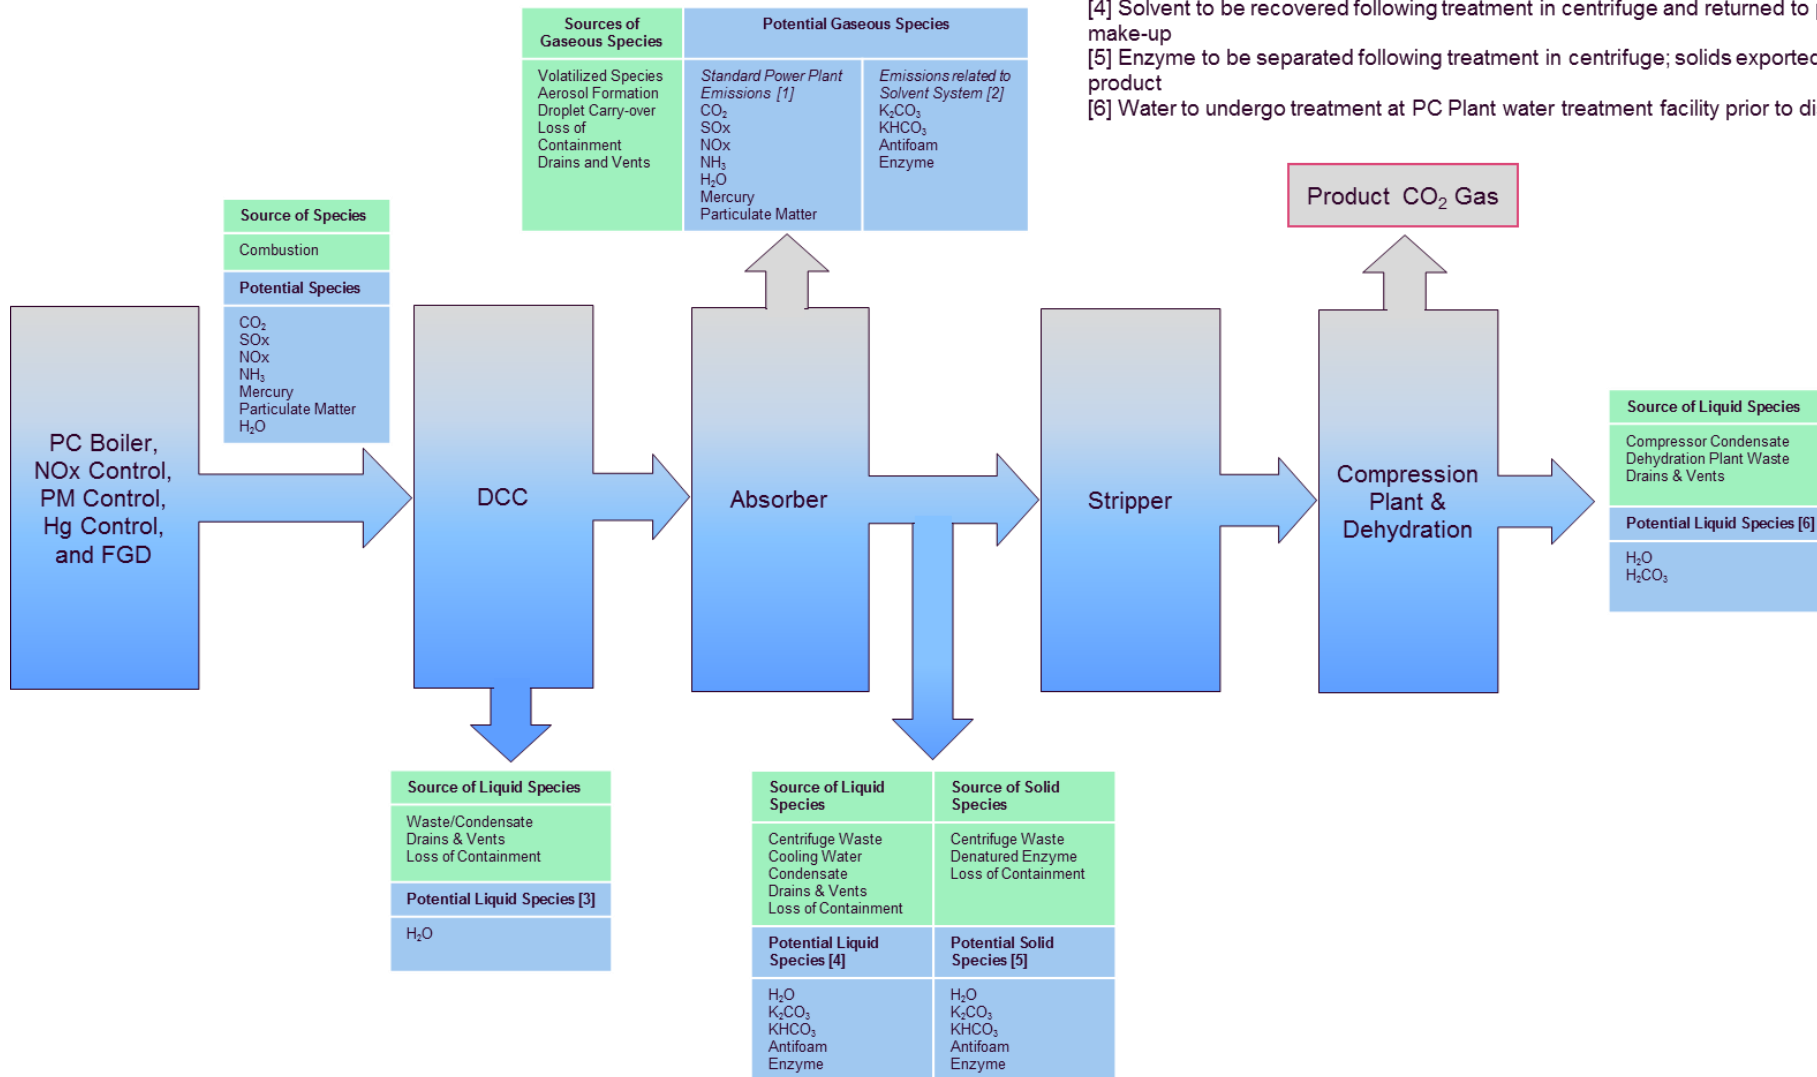 [4] Solvent to be recovered following treatment in centrifuge and returned to
make-up
[5] Enzyme to be separated following treatment in centrifuge; solids exported
product
[6] Water to undergo treatment at PC Plant water treatment facility prior to
Sources of
Gaseous Species
Potential Gaseous Species
Volatilized Species
Aerosol Formation
Droplet Carry-over
Loss of
Containment
Drains and Vents
Standard Power Plant
Emissions [1]
CO₂
SOx
NOx
NH₃
H₂O
Mercury
Particulate Matter
Emissions related to
Solvent System [2]
K₂CO₃
KHCO₃
Antifoam
Enzyme
Product CO₂ Gas
Source of Species
Combustion
Potential Species
CO₂
SOx
NOx
NH₃
Mercury
Particulate Matter
H₂O
PC Boiler,
NOx Control,
PM Control,
Hg Control,
and FGD
DCC
Absorber
Stripper
Compression
Plant &
Dehydration
Source of Liquid Species
Compressor Condensate
Dehydration Plant Waste
Drains & Vents
Potential Liquid Species [6]
H₂O
H₂CO₃
Source of Liquid Species
Waste/Condensate
Drains & Vents
Loss of Containment
Potential Liquid Species [3]
H₂O
Source of Liquid
Species
Centrifuge Waste
Cooling Water
Condensate
Drains & Vents
Loss of Containment
Potential Liquid
Species [4]
H₂O
K₂CO₃
KHCO₃
Antifoam
Enzyme
Source of Solid
Species
Centrifuge Waste
Denatured Enzyme
Loss of Containment
Potential Solid
Species [5]
H₂O
K₂CO₃
KHCO₃
Antifoam
Enzyme